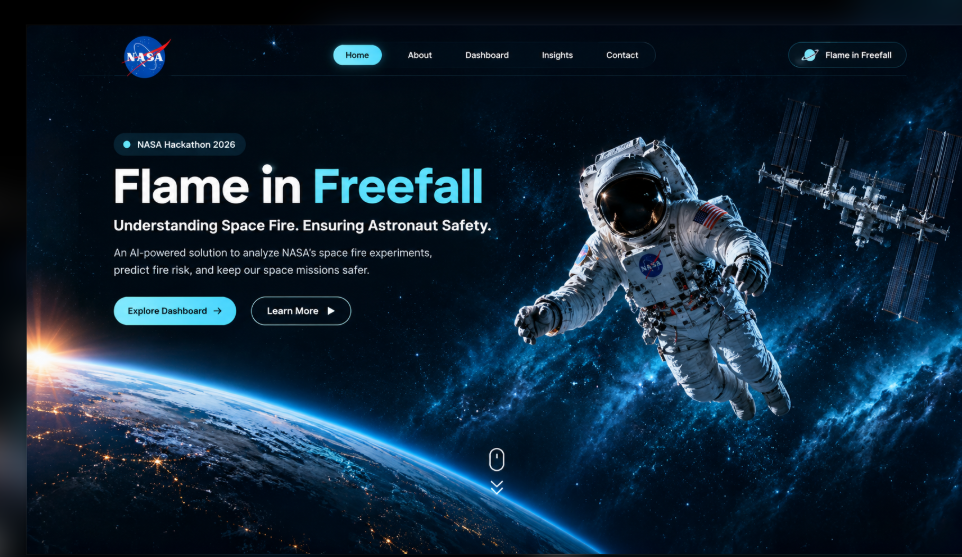 NASA
Home
About
Dashboard
Insights
Contact
Flame in Freefall
NASA Hackathon 2026
Flame in Freefall
Understanding Space Fire. Ensuring Astronaut Safety.
An AI-powered solution to analyze NASA's space fire experiments,
predict fire risk, and keep our space missions safer.
Explore Dashboard →
Learn More ▶
NASA